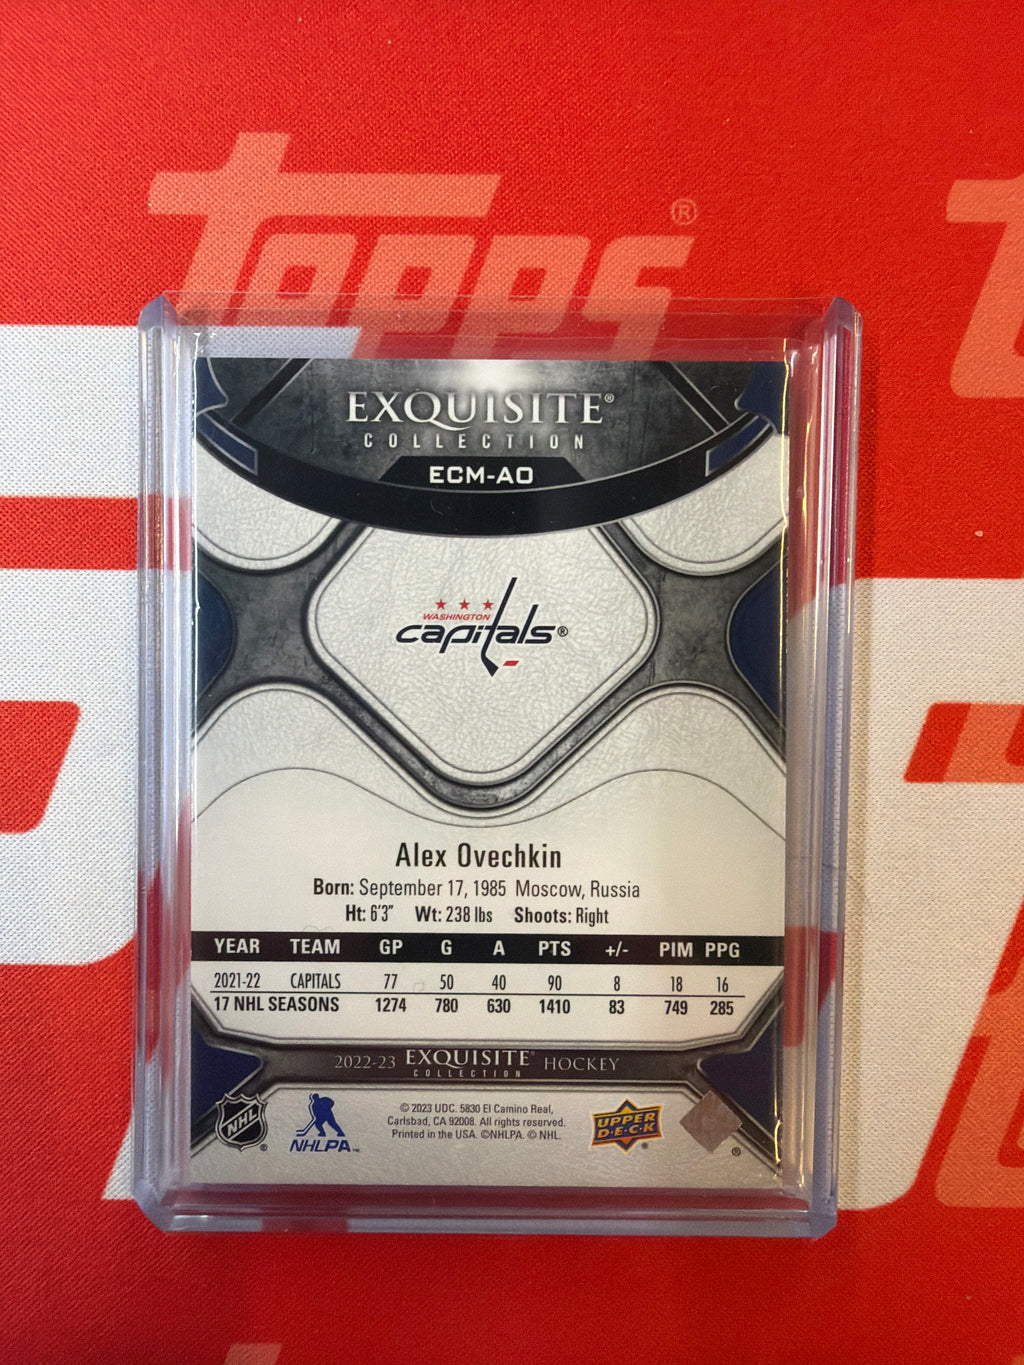 Topps®
EXQUISITE®
COLLECTION
ECM-AO
WASHINGTON
capitals®
Alex Ovechkin
Born: September 17, 1985 Moscow, Russia
Ht: 6'3" Wt: 238 lbs Shoots: Right
YEAR TEAM GP G A PTS +/- PIM PPG
2021-22 CAPITALS 77 50 40 90 8 18 16
17 NHL SEASONS 1274 780 630 1410 83 749 285
2022-23 EXQUISITE® HOCKEY
COLLECTION
NHL®
NHLPA™
© 2023 UDC. 5830 El Camino Real,
Carlsbad, CA 92008. All rights reserved.
Printed in the USA. ©NHLPA. © NHL.
UPPER
D·E·C·K®
®